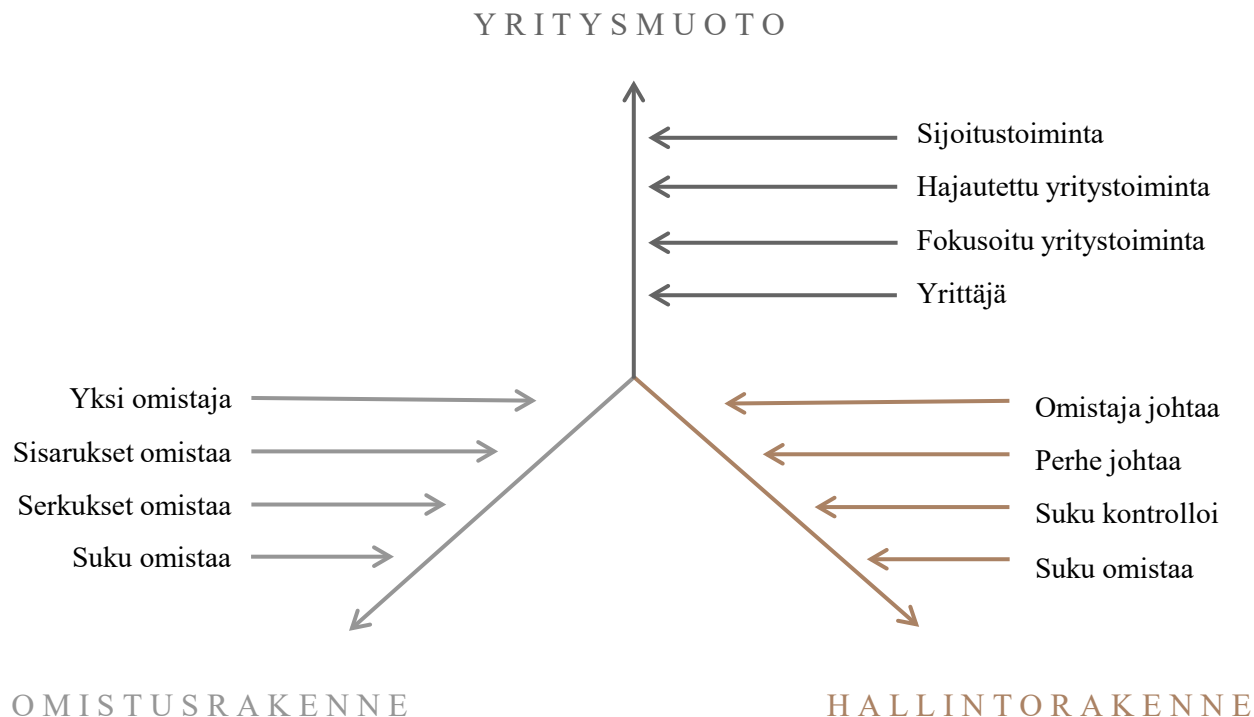 YRITYSMUOTO
Sijoitustoiminta
Hajautettu yritystoiminta
Fokusoitu yritystoiminta
Yrittäjä
Yksi omistaja
Sisarukset omistaa
Serkukset omistaa
Suku omistaa
Omistaja johtaa
Perhe johtaa
Suku kontrolloi
Suku omistaa
OMISTUSRAKENNE
HALLINTORAKENNE